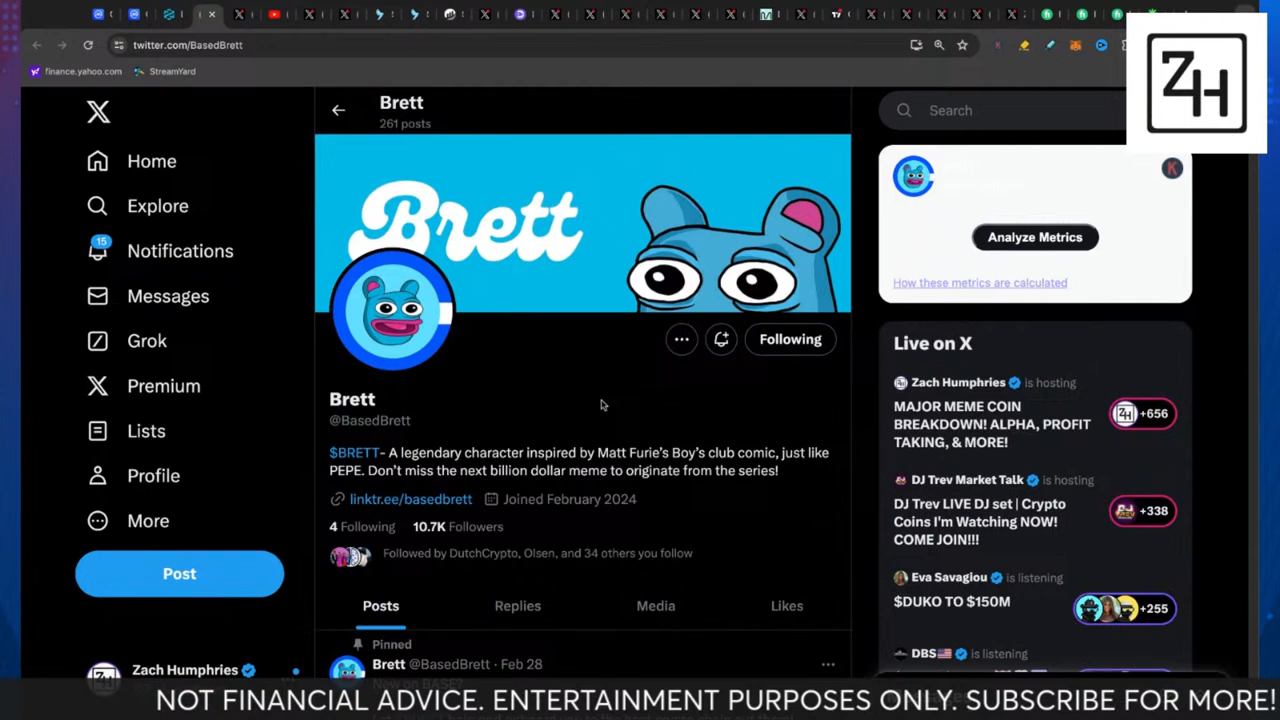 twitter.com/BasedBrett
finance.yahoo.com
StreamYard
ZH
Brett
261 posts
Brett
Home
Explore
15
Notifications
Messages
Grok
Premium
Lists
Profile
More
Post
Zach Humphries
Following
Brett
@BasedBrett
$BRETT- A legendary character inspired by Matt Furie's Boy's club comic, just like
PEPE. Don't miss the next billion dollar meme to originate from the series!
linktr.ee/basedbrett
Joined February 2024
4 Following
10.7K Followers
Followed by DutchCrypto, Olsen, and 34 others you follow
Posts
Replies
Media
Likes
Pinned
Brett @BasedBrett · Feb 28
Search
K
Analyze Metrics
How these metrics are calculated
Live on X
Zach Humphries is hosting
MAJOR MEME COIN
BREAKDOWN! ALPHA, PROFIT
TAKING, & MORE!
+656
DJ Trev Market Talk is hosting
DJ Trev LIVE DJ set | Crypto
Coins I'm Watching NOW!
COME JOIN!!!
+338
Eva Savagiou is listening
$DUKO TO $150M
+255
DBS is listening
NOT FINANCIAL ADVICE. ENTERTAINMENT PURPOSES ONLY. SUBSCRIBE FOR MORE!